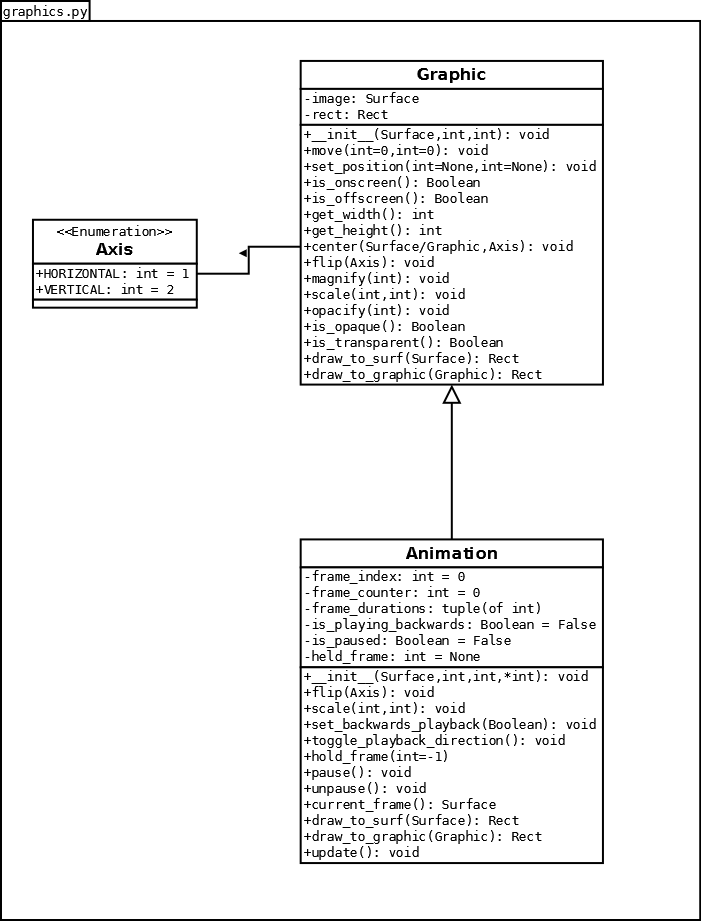 graphics.py
Graphic
-image: Surface
-rect: Rect
+__init__(Surface,int,int): void
+move(int=0,int=0): void
+set_position(int=None,int=None): void
+is_onscreen(): Boolean
+is_offscreen(): Boolean
+get_width(): int
+get_height(): int
+center(Surface/Graphic,Axis): void
+flip(Axis): void
+magnify(int): void
+scale(int,int): void
+opacify(int): void
+is_opaque(): Boolean
+is_transparent(): Boolean
+draw_to_surf(Surface): Rect
+draw_to_graphic(Graphic): Rect
<<Enumeration>>
Axis
+HORIZONTAL: int = 1
+VERTICAL: int = 2
Animation
-frame_index: int = 0
-frame_counter: int = 0
-frame_durations: tuple(of int)
-is_playing_backwards: Boolean = False
-is_paused: Boolean = False
-held_frame: int = None
+__init__(Surface,int,int,*int): void
+flip(Axis): void
+scale(int,int): void
+set_backwards_playback(Boolean): void
+toggle_playback_direction(): void
+hold_frame(int=-1)
+pause(): void
+unpause(): void
+current_frame(): Surface
+draw_to_surf(Surface): Rect
+draw_to_graphic(Graphic): Rect
+update(): void